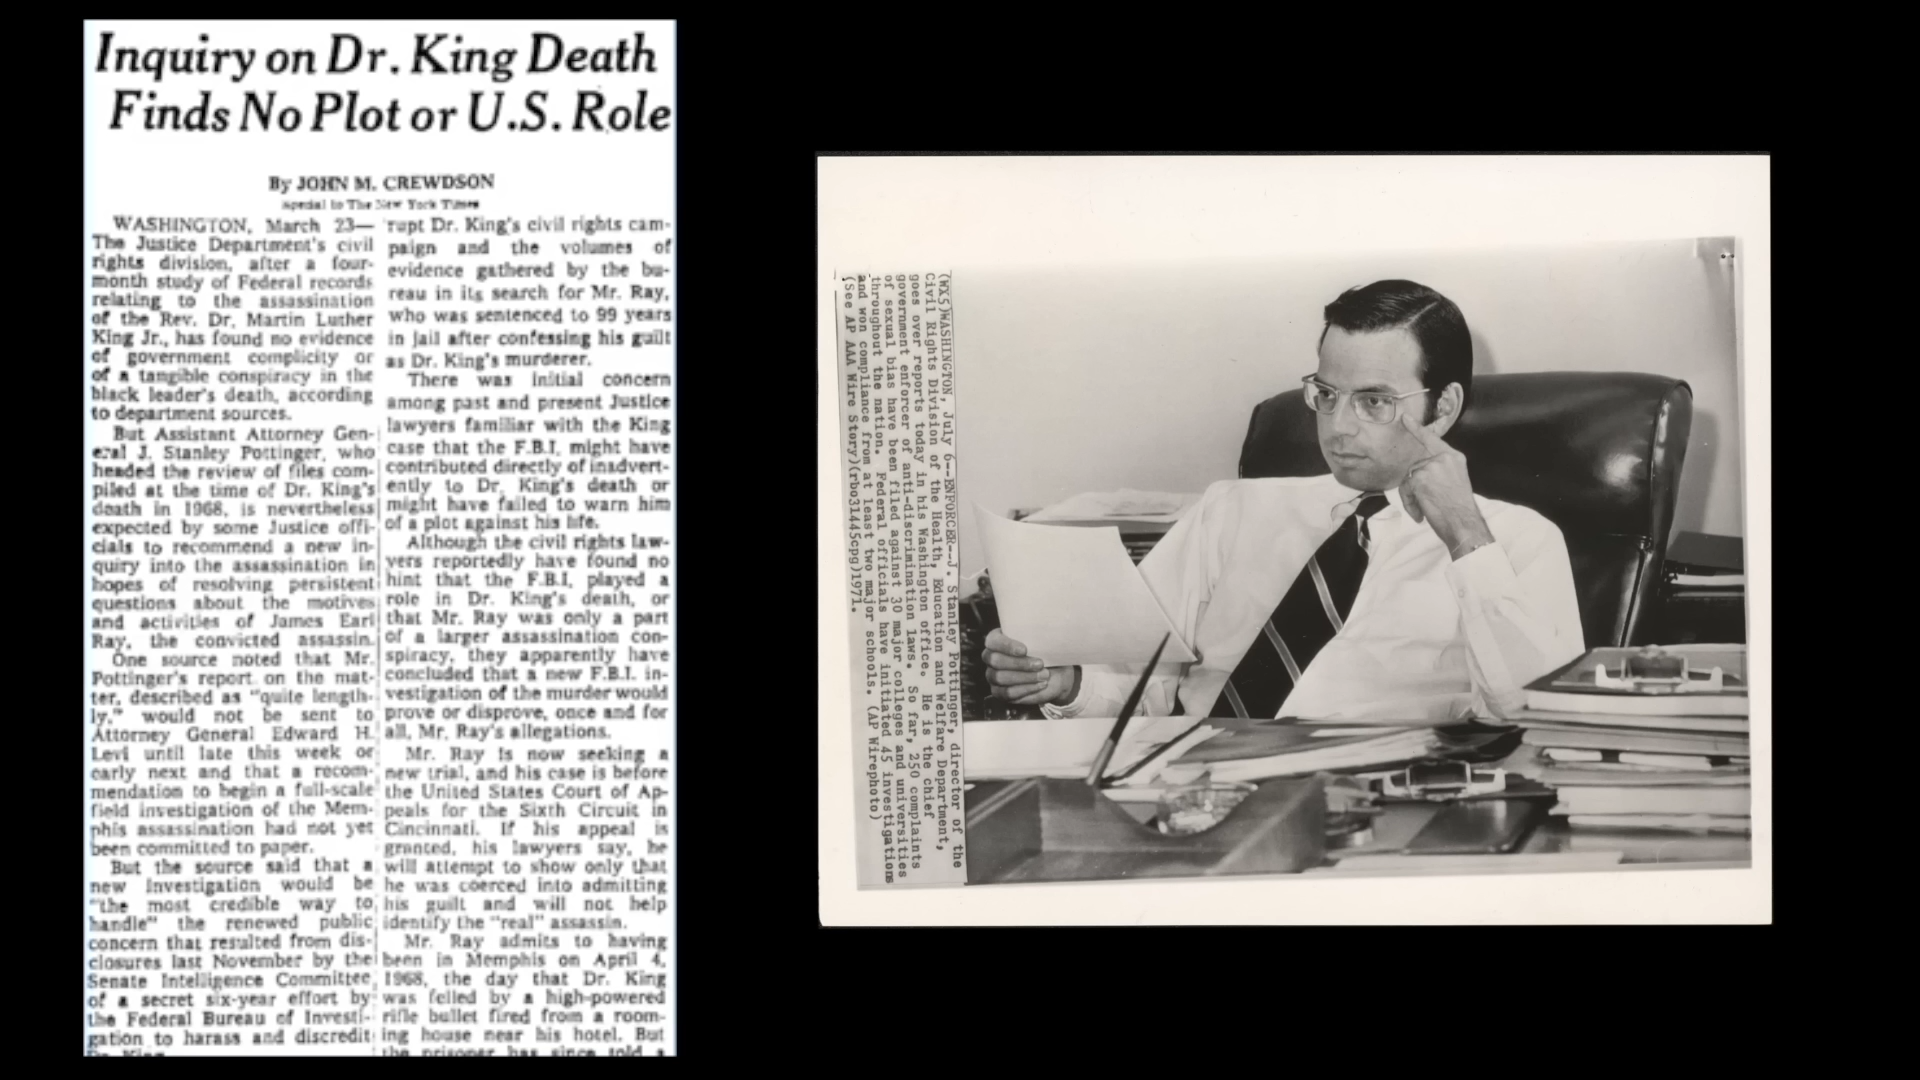 Inquiry on Dr. King Death
Finds No Plot or U.S. Role
By JOHN M. CREWDSON
Special to The New York Times
WASHINGTON, March 23—
The Justice Department's civil
rights division, after a four-
month study of Federal records
relating to the assassination
of the Rev. Dr. Martin Luther
King Jr., has found no evidence
of government complicity or
of a tangible conspiracy in the
black leader's death, according
to department sources.
But Assistant Attorney Gen-
eral J. Stanley Pottinger, who
headed the review of files com-
piled at the time of Dr. King's
death in 1968, is nevertheless
expected by some Justice offi-
cials to recommend a new in-
quiry into the assassination in
hopes of resolving persistent
questions about the motives
and activities of James Earl
Ray, the convicted assassin.
One source noted that Mr.
Pottinger's report on the mat-
ter, described as "quite length-
ly," would not be sent to
Attorney General Edward H.
Levi until late this week or
early next and that a recom-
mendation to begin a full-scale
field investigation of the Mem-
phis assassination had not yet
been committed to paper.
But the source said that a
new investigation would be
"the most credible way to
handle" the renewed public
concern that resulted from dis-
closures last November by the
Senate Intelligence Committee
of a secret six-year effort by
the Federal Bureau of Investi-
gation to harass and discredit
Dr. King
rupt Dr. King's civil rights cam-
paign and the volumes of
evidence gathered by the bu-
reau in its search for Mr. Ray,
who was sentenced to 99 years
in jail after confessing his guilt
as Dr. King's murderer.
There was initial concern
among past and present Justice
lawyers familiar with the King
case that the F.B.I. might have
contributed directly of inadvert-
ently to Dr. King's death or
might have failed to warn him
of a plot against his life.
Although the civil rights law-
yers reportedly have found no
hint that the F.B.I. played a
role in Dr. King's death, or
that Mr. Ray was only a part
of a larger assassination con-
spiracy, they apparently have
concluded that a new F.B.I. in-
vestigation of the murder would
prove or disprove, once and for
all, Mr. Ray's allegations.
Mr. Ray is now seeking a
new trial, and his case is before
the United States Court of Ap-
peals for the Sixth Circuit in
Cincinnati. If his appeal is
granted, his lawyers say, he
will attempt to show only that
he was coerced into admitting
his guilt and will not help
identify the "real" assassin.
Mr. Ray admits to having
been in Memphis on April 4,
1968, the day that Dr. King
was felled by a high-powered
rifle bullet fired from a room-
ing house near his hotel. But
the prisoner has since told a
(WX5)WASHINGTON, July 6--ENFORCER--J. Stanley Pottinger, director of the
Civil Rights Division of the Health, Education and Welfare Department,
goes over reports today in his Washington office. He is the chief
government enforcer of anti-discrimination laws. So far, 250 complaints
of sexual bias have been filed against 30 major colleges and universities
throughout the nation. Federal officials have initiated 45 investigations
and won compliance from at least two major schools. (AP Wirephoto)
(See AP AAA Wire Story)(rbo31445cpg)1971.